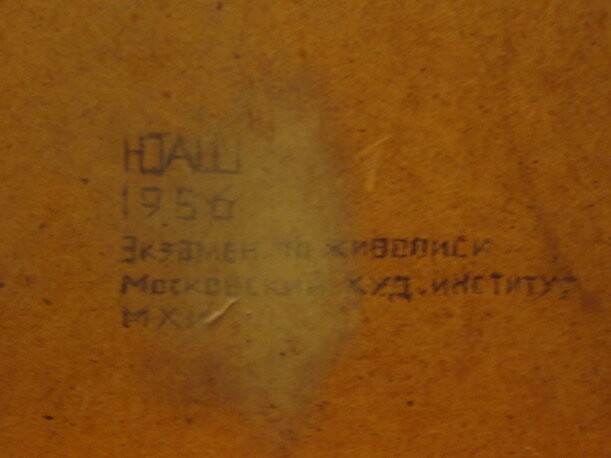 ЮАШ
1956
Экзамен по живописи
Московский худ. институт
МХИ